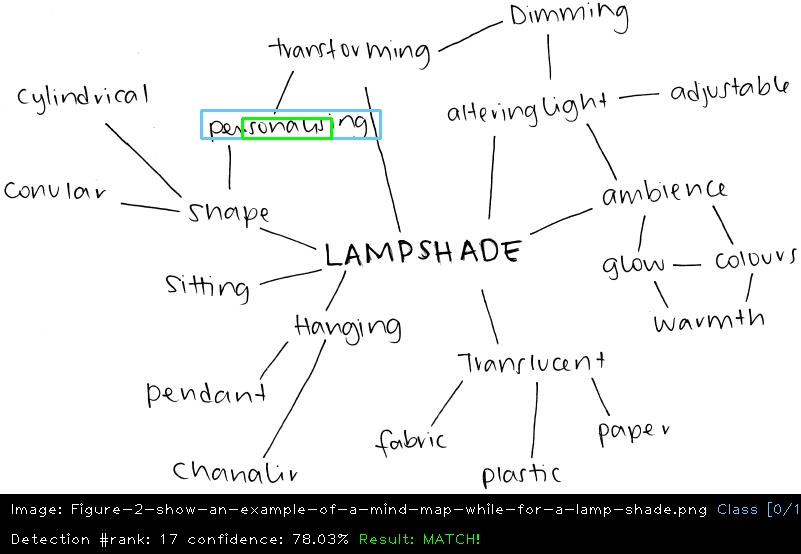 Dimming
transforming
cylindrical
adjustable
altering light
personalising
conular
ambience
shape
LAMPSHADE
glow
colours
sitting
warmth
Hanging
Translucent
pendant
fabric
paper
chanalir
plastic
Image: Figure-2-show-an-example-of-a-mind-map-while-for-a-lamp-shade.png Class [0/1
Detection #rank: 17 confidence: 78.03% Result: MATCH!